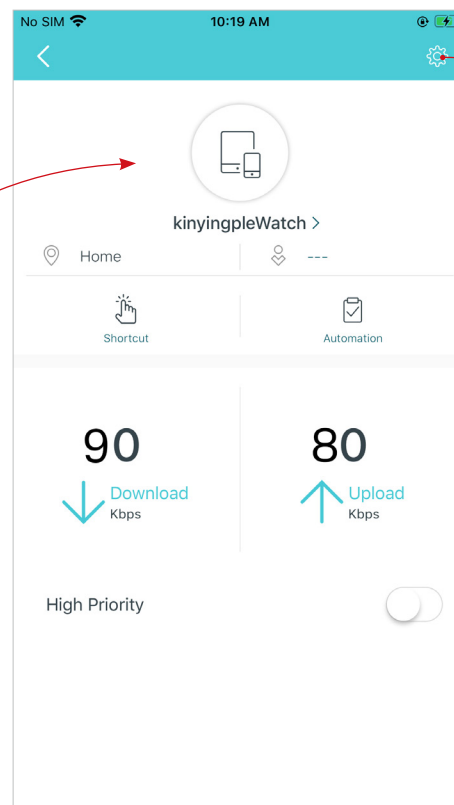 No SIM 10:19 AM
kinyingpleWatch >
Home ---
Shortcut Automation
90 80
Download Upload
Kbps Kbps
High Priority